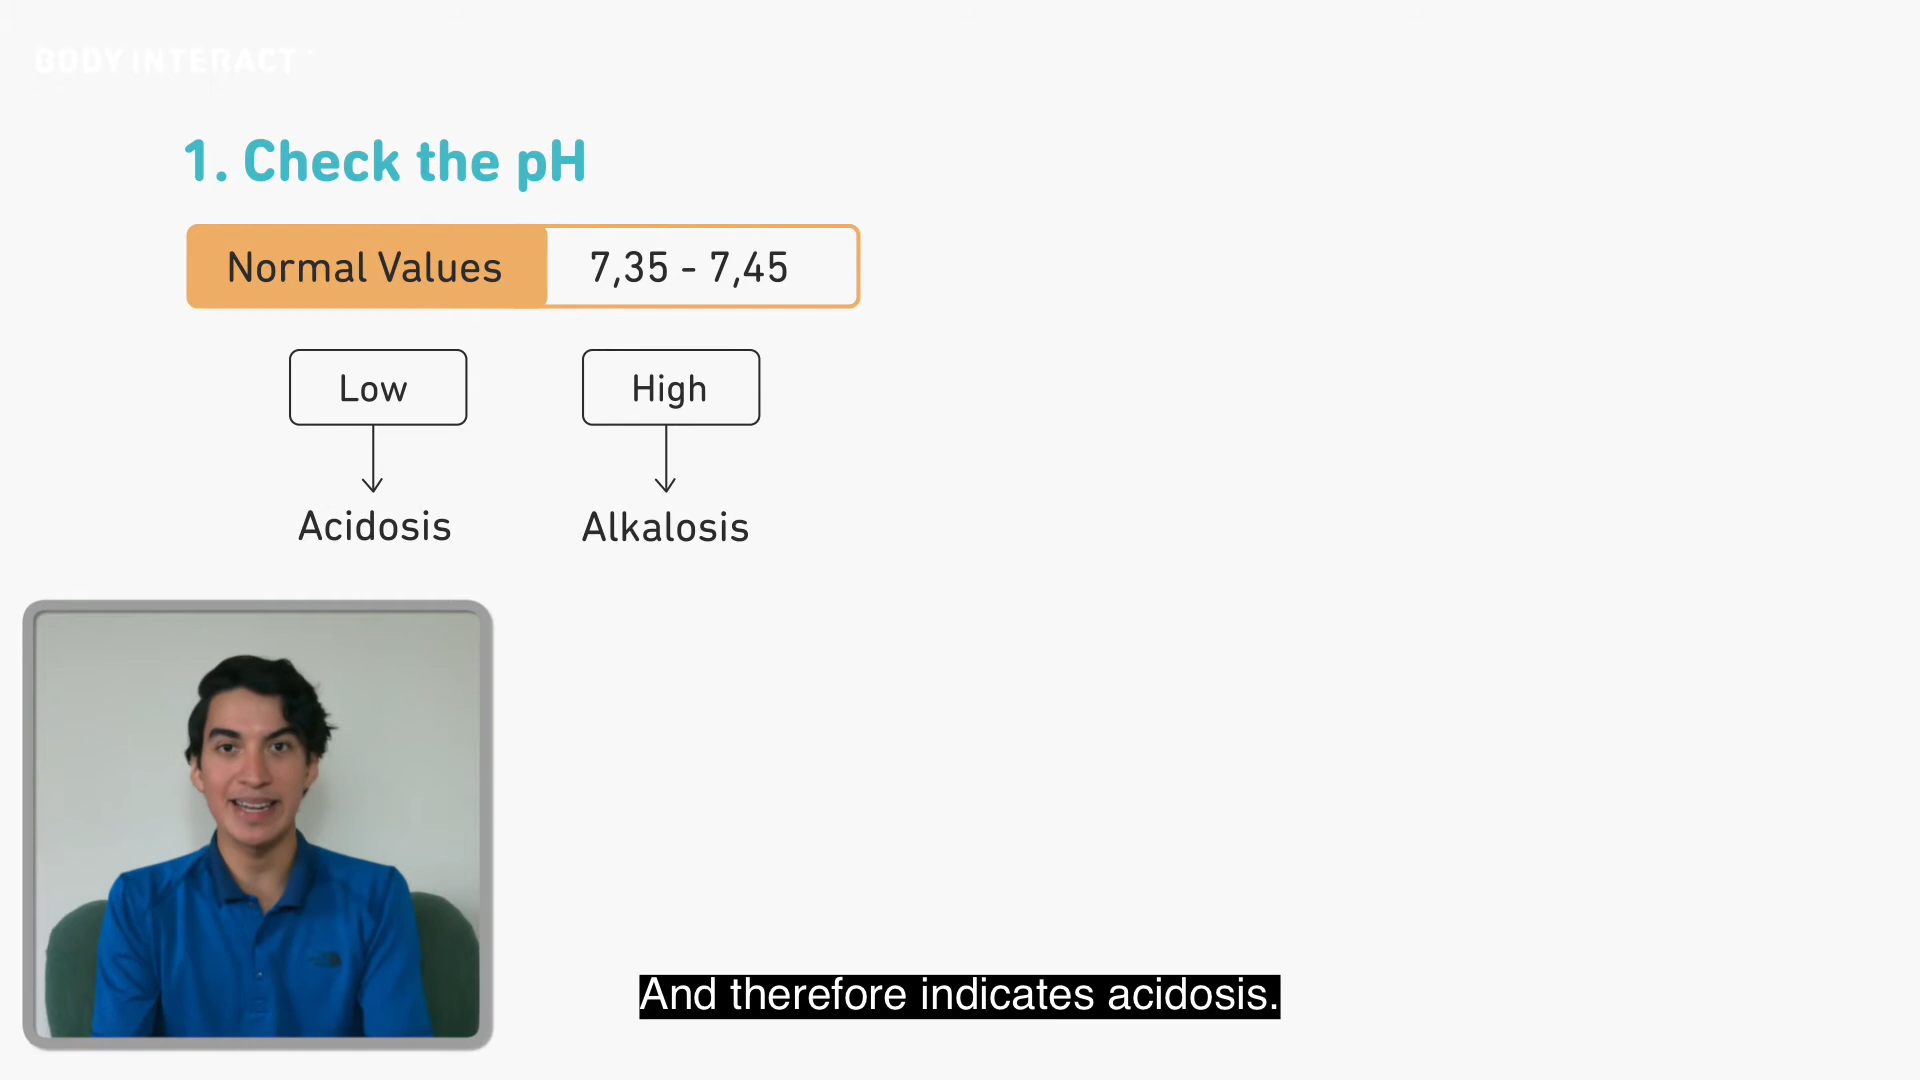 BODY INTERACT
1. Check the pH
Normal Values 7,35 - 7,45
Low High
Acidosis Alkalosis
And therefore indicates acidosis.